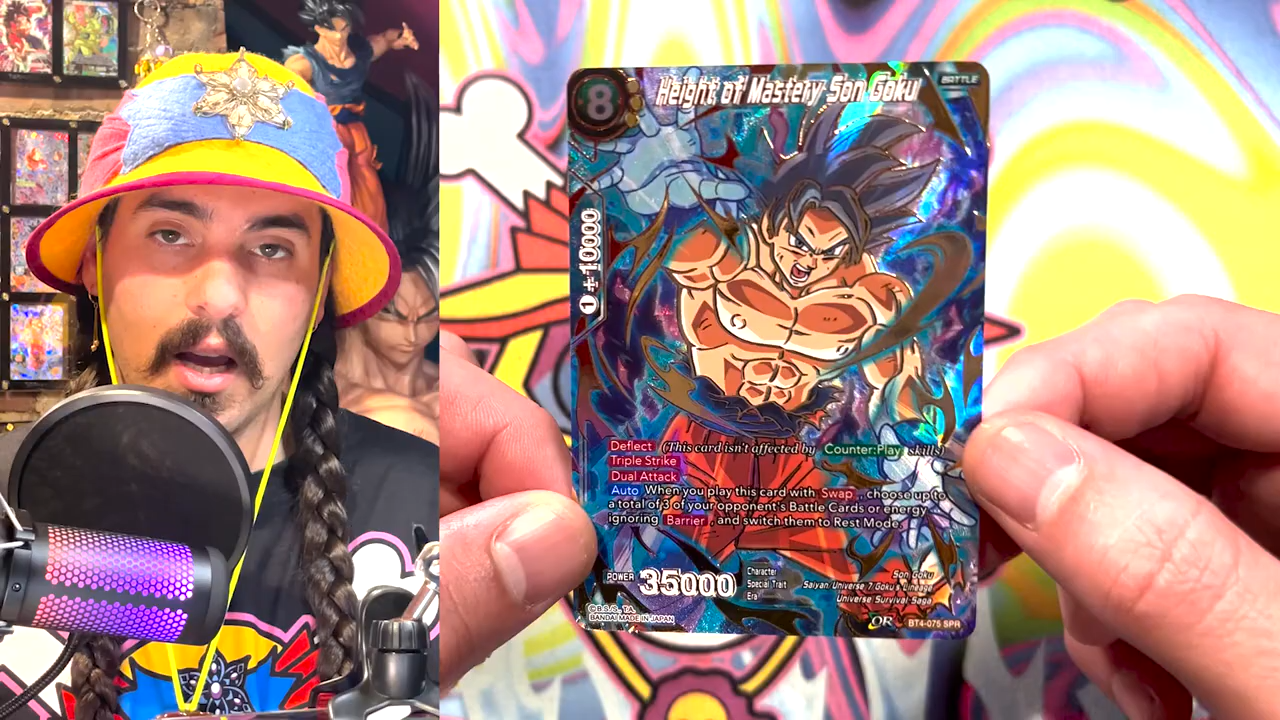 8
Height of Mastery Son Goku
BATTLE
1 +10000
Deflect (This card isn't affected by Counter:Play skills)
Triple Strike
Dual Attack
Auto When you play this card with Swap, choose up to
a total of 3 of your opponent's Battle Cards or energy
ignoring Barrier, and switch them to Rest Mode.
POWER 35000
Character Son Goku
Special Trait Saiyan/Universe 7/Goku's Lineage
Era Universe Survival Saga
©B.S./S., T.A.
BANDAI MADE IN JAPAN
QR BT4-075 SPR